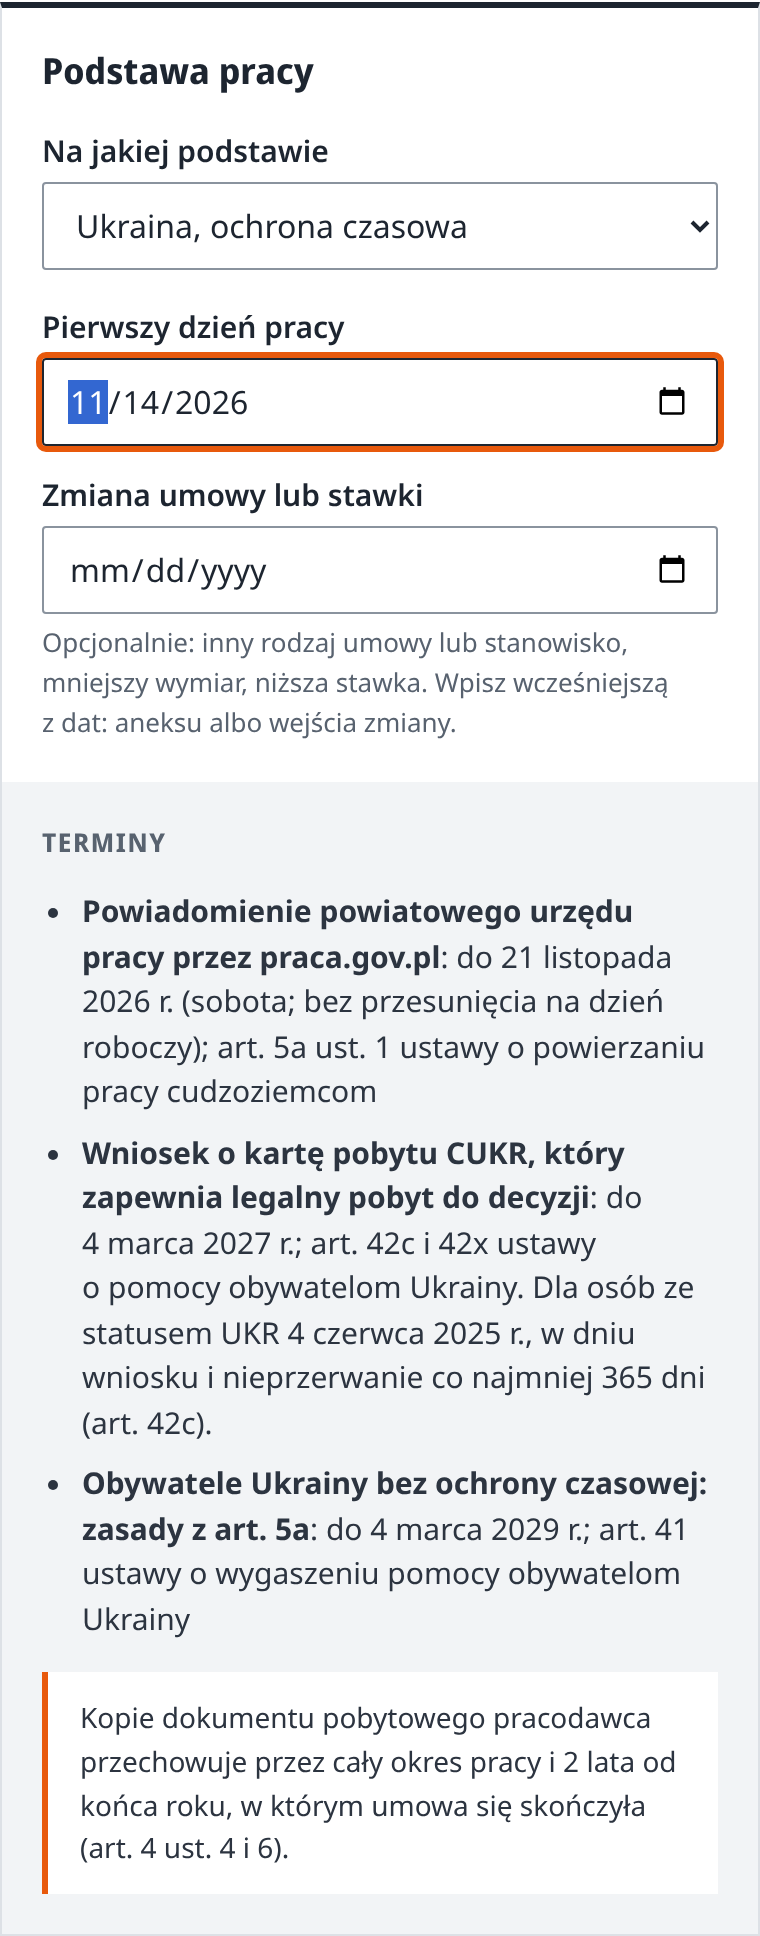 Podstawa pracy
Na jakiej podstawie
Ukraina, ochrona czasowa
Pierwszy dzień pracy
11/14/2026
Zmiana umowy lub stawki
mm/dd/yyyy
Opcjonalnie: inny rodzaj umowy lub stanowisko,
mniejszy wymiar, niższa stawka. Wpisz wcześniejszą
z dat: aneksu albo wejścia zmiany.
TERMINY
• Powiadomienie powiatowego urzędu
pracy przez praca.gov.pl: do 21 listopada
2026 r. (sobota; bez przesunięcia na dzień
roboczy); art. 5a ust. 1 ustawy o powierzaniu
pracy cudzoziemcom
• Wniosek o kartę pobytu CUKR, który
zapewnia legalny pobyt do decyzji: do
4 marca 2027 r.; art. 42c i 42x ustawy
o pomocy obywatelom Ukrainy. Dla osób ze
statusem UKR 4 czerwca 2025 r., w dniu
wniosku i nieprzerwanie co najmniej 365 dni
(art. 42c).
• Obywatele Ukrainy bez ochrony czasowej:
zasady z art. 5a: do 4 marca 2029 r.; art. 41
ustawy o wygaszeniu pomocy obywatelom
Ukrainy
Kopie dokumentu pobytowego pracodawca
przechowuje przez cały okres pracy i 2 lata od
końca roku, w którym umowa się skończyła
(art. 4 ust. 4 i 6).